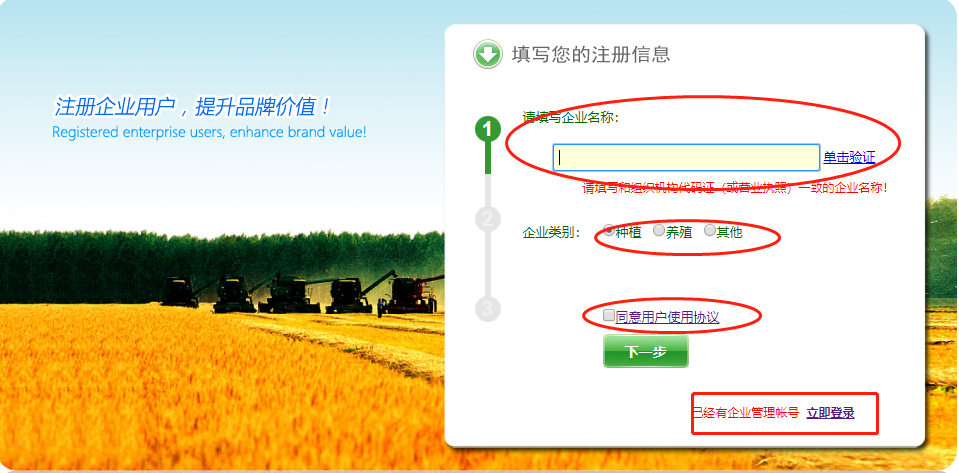 注册企业用户，提升品牌价值！
Registered enterprise users, enhance brand value!
填写您的注册信息
1
请填写企业名称：
单击验证
请填写和组织机构代码证（或营业执照）一致的企业名称！
2
企业类别： 种植 养殖 其他
3
同意用户使用协议
下一步
已经有企业管理帐号 立即登录